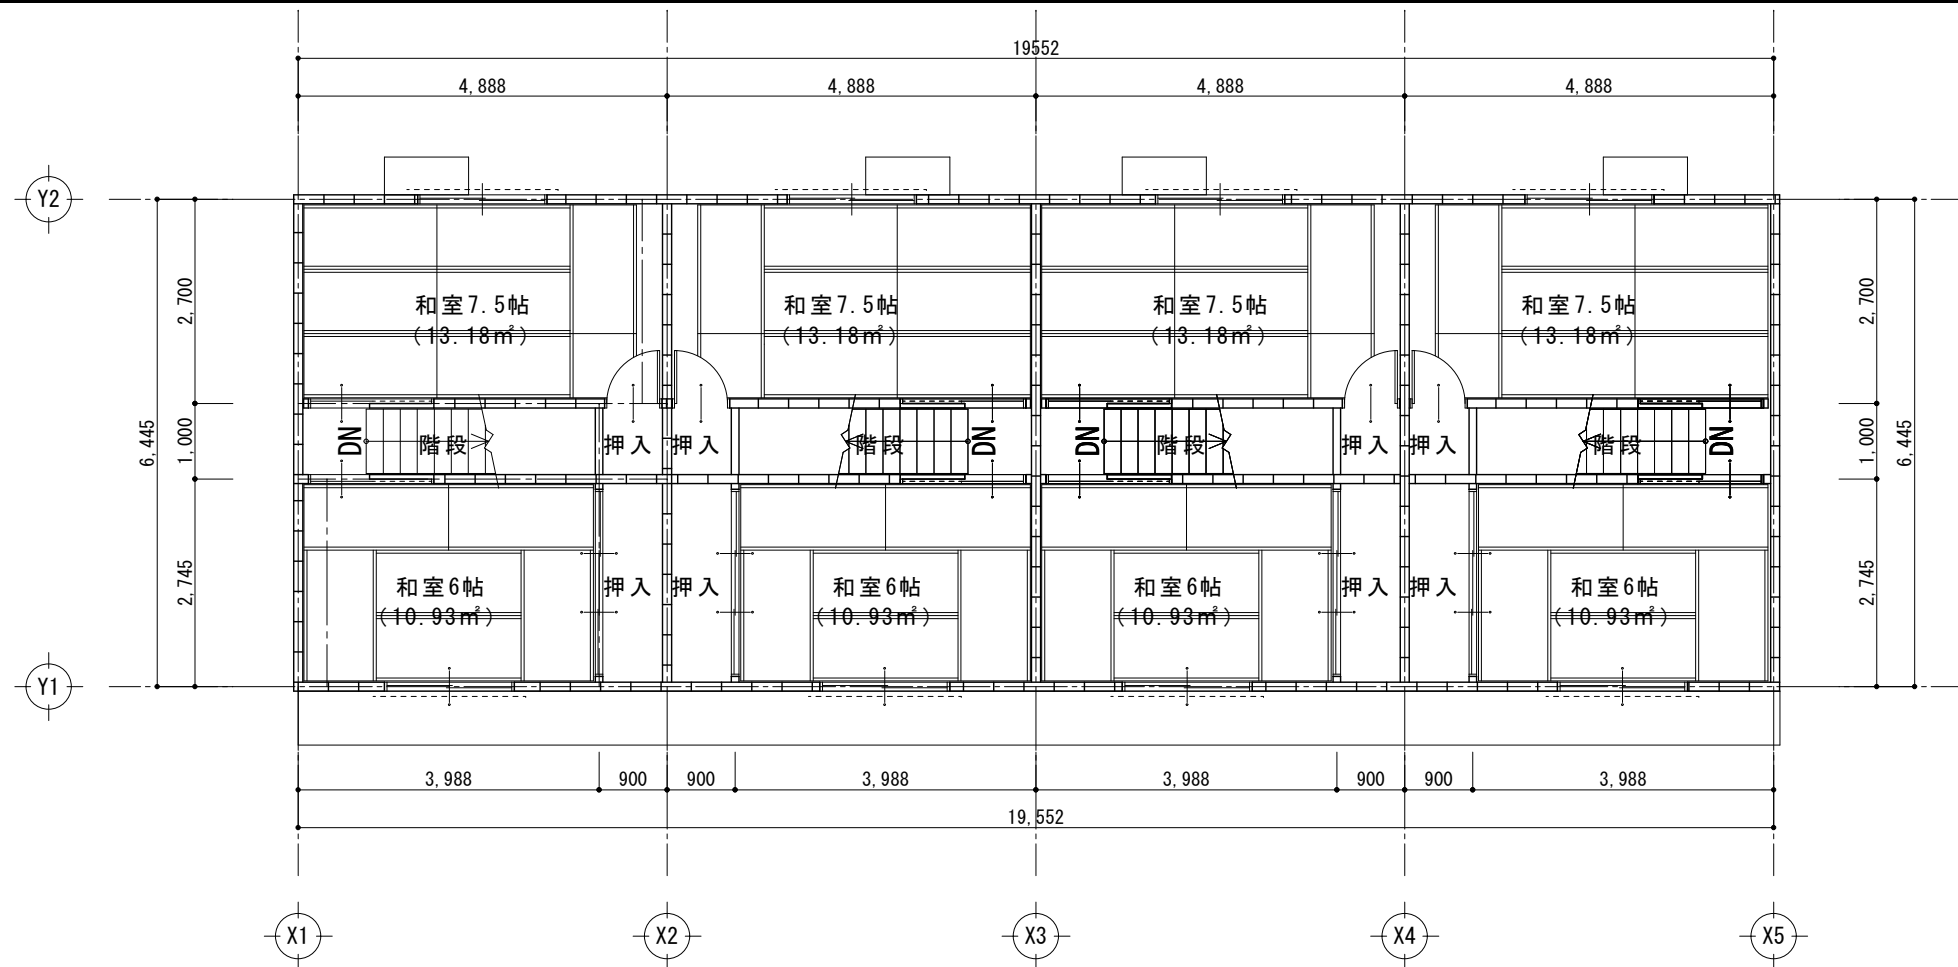 19552
4,888
4,888
4,888
4,888
Y2
2,700
2,700
和室7.5帖
和室7.5帖
和室7.5帖
和室7.5帖
(13.18㎡)
(13.18㎡)
(13.18㎡)
(13.18㎡)
6,445
1,000
DN
階段
押入
押入
階段
DN
DN
階段
押入
押入
階段
DN
1,000
6,445
2,745
2,745
和室6帖
押入
押入
和室6帖
和室6帖
押入
押入
和室6帖
(10.93㎡)
(10.93㎡)
(10.93㎡)
(10.93㎡)
Y1
3,988
900
900
3,988
3,988
900
900
3,988
19,552
X1
X2
X3
X4
X5